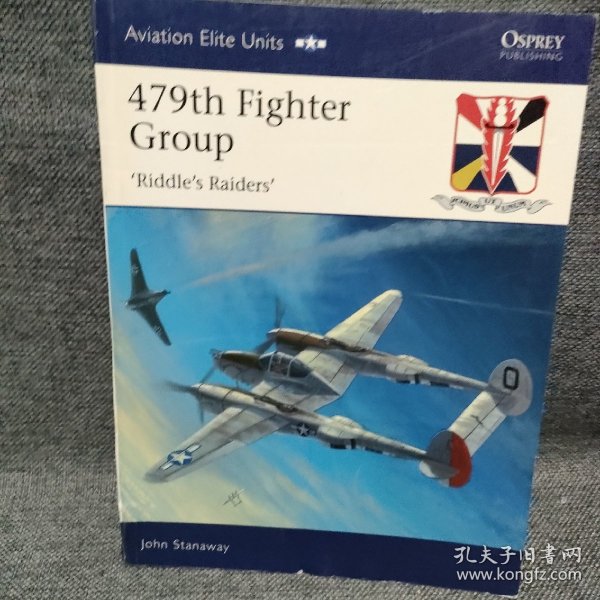 Aviation Elite Units
OSPREY
PUBLISHING
479th Fighter
Group
'Riddle's Raiders'
O
John Stanaway
孔夫子旧书网
www.kongfz.com